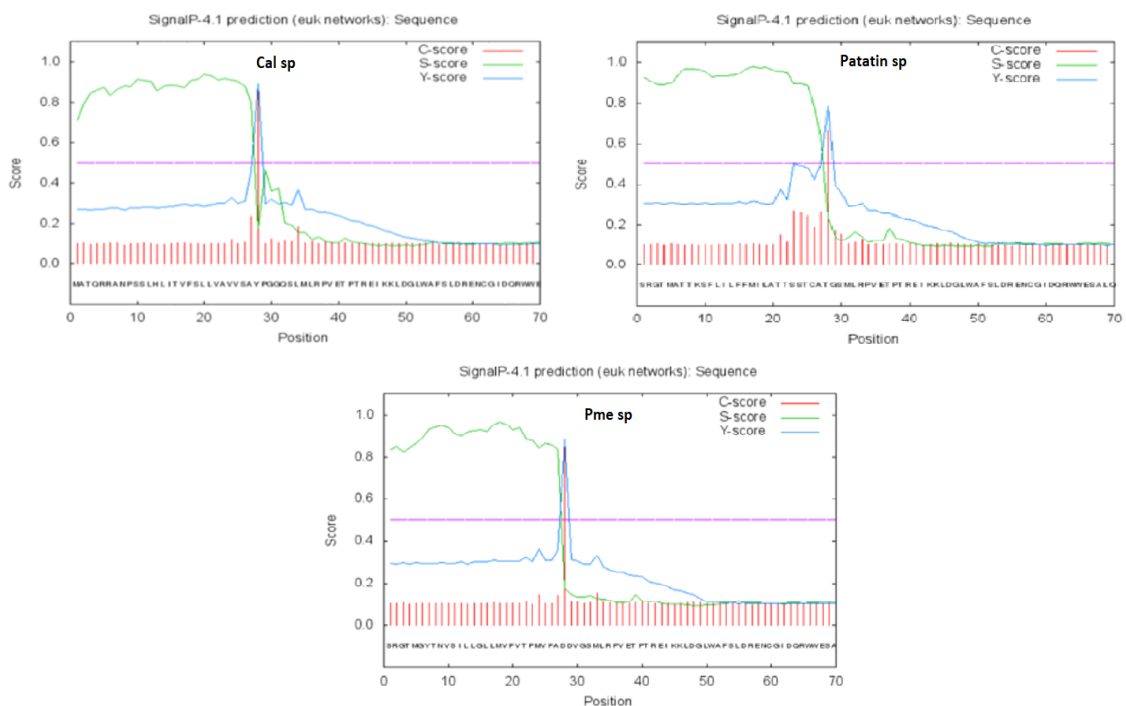 SignalP-4.1 prediction (euk networks): Sequence
Cal sp
C-score
S-score
Y-score
1.0
0.8
0.6
0.4
0.2
0.0
Score
MATQRRANPSSLHLITVFSLLVAVVSAYPGGQSLMLRPVETPTREIKKLDGLWAFSLDRENCGIDQRWWE
0 10 20 30 40 50 60 70
Position
SignalP-4.1 prediction (euk networks): Sequence
Patatin sp
C-score
S-score
Y-score
1.0
0.8
0.6
0.4
0.2
0.0
Score
SRGTMATTKSFLILFFMILATTSSTCATGSMLRPVETPTREIKKLDGLWAFSLDRENCGIDQRWWESALQ
0 10 20 30 40 50 60 70
Position
SignalP-4.1 prediction (euk networks): Sequence
Pme sp
C-score
S-score
Y-score
1.0
0.8
0.6
0.4
0.2
0.0
Score
SRGTMGYTNVSILLGLLMVFVTPMVFADDVGSMLRPVETPTREIKKLDGLWAFSLDRENCGIDQRWWESA
0 10 20 30 40 50 60 70
Position